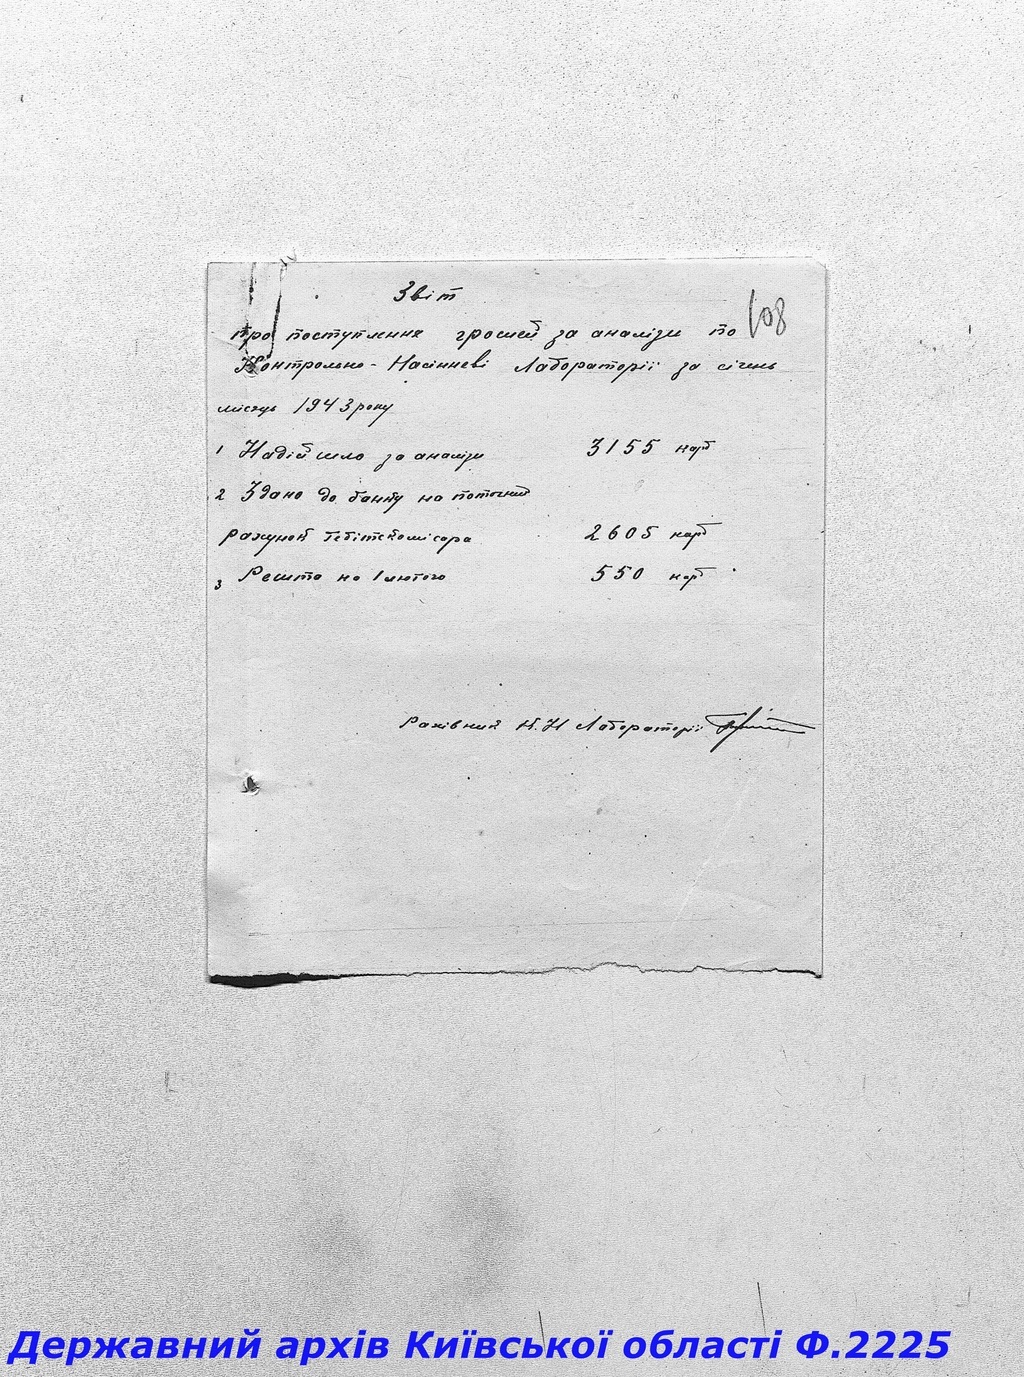 Звіт
108
про поступлення грошей за аналізи по
Контрольно-Насінневі Лабораторії за січень
місяць 1943 року
1 Надійшло за аналізи 3155 карб
2 Здано до банку на поточний
рахунок Гебітскомісара 2605 карб
3 Решта на 1 лютого 550 карб.
Рахівник К.Н Лабораторії
Державний архів Київської області Ф.2225